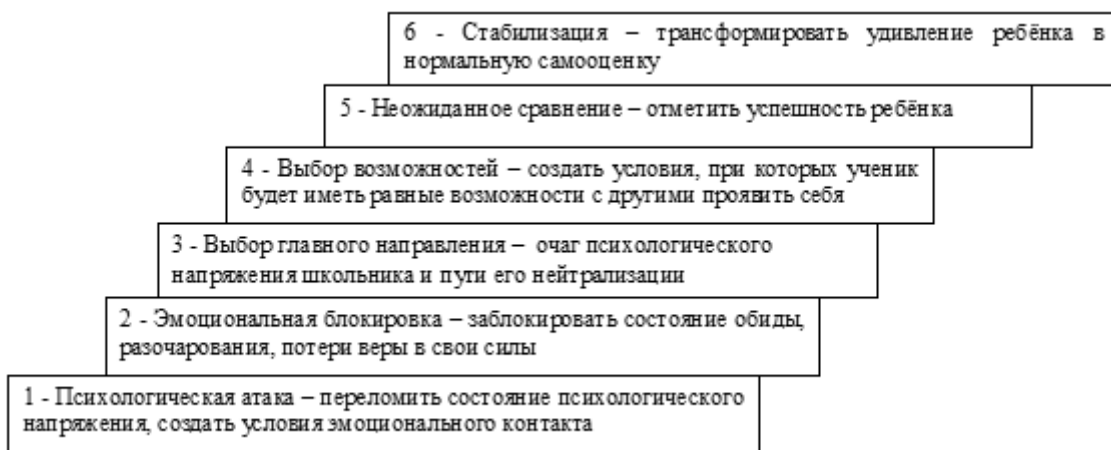 6 - Стабилизация – трансформировать удивление ребёнка в
нормальную самооценку
5 - Неожиданное сравнение – отметить успешность ребёнка
4 - Выбор возможностей – создать условия, при которых ученик
будет иметь равные возможности с другими проявить себя
3 - Выбор главного направления – очаг психологического
напряжения школьника и пути его нейтрализации
2 - Эмоциональная блокировка – заблокировать состояние обиды,
разочарования, потери веры в свои силы
1 - Психологическая атака – переломить состояние психологического
напряжения, создать условия эмоционального контакта